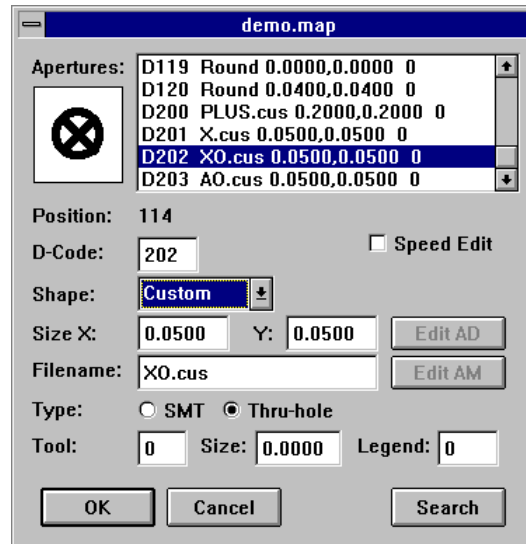 demo.map
Apertures:
D119 Round 0.0000,0.0000 0
D120 Round 0.0400,0.0400 0
D200 PLUS.cus 0.2000,0.2000 0
D201 X.cus 0.0500,0.0500 0
D202 XO.cus 0.0500,0.0500 0
D203 AO.cus 0.0500,0.0500 0
Position: 114
D-Code: 202 Speed Edit
Shape: Custom
Size X: 0.0500 Y: 0.0500 Edit AD
Filename: XO.cus Edit AM
Type: SMT Thru-hole
Tool: 0 Size: 0.0000 Legend: 0
OK Cancel Search